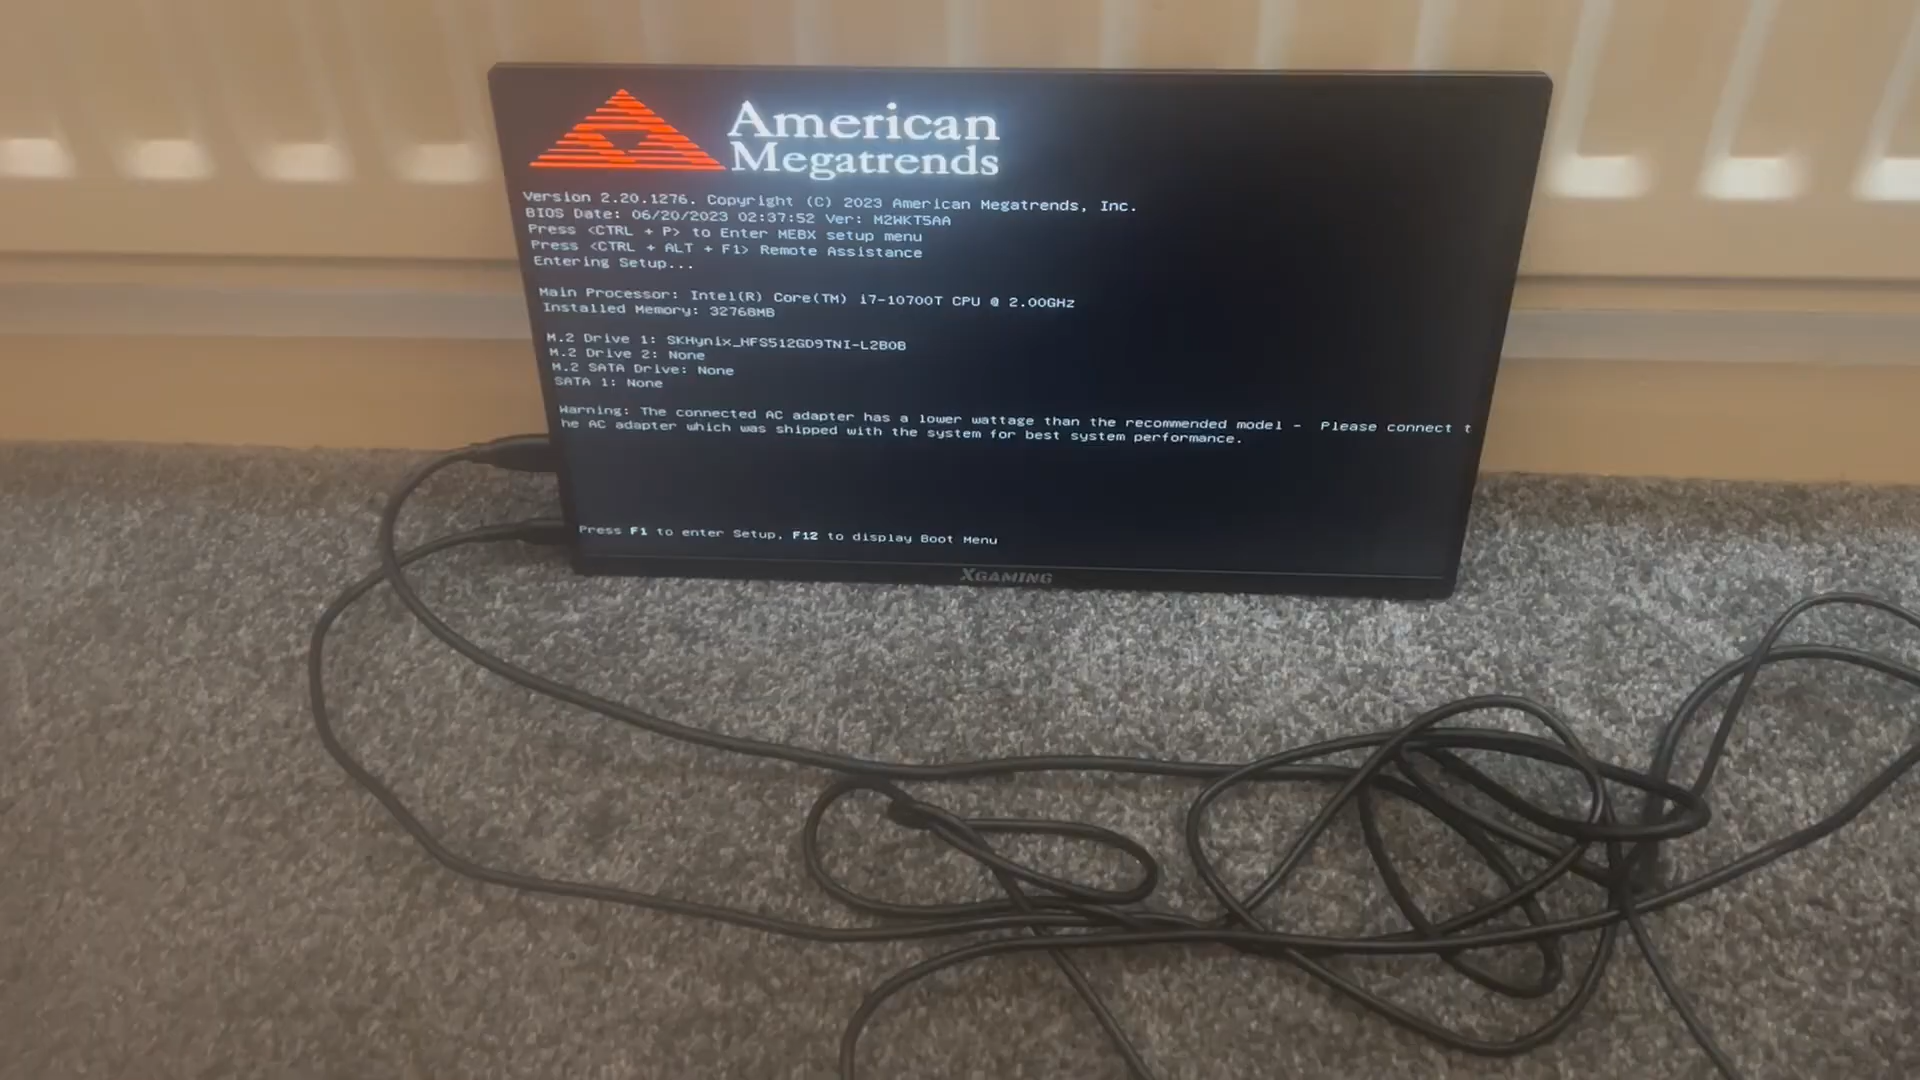 American
Megatrends
Version 2.20.1276. Copyright (C) 2023 American Megatrends, Inc.
BIOS Date: 06/20/2023 02:37:52 Ver: M2WKT5AA
Press <CTRL + P> to Enter MEBX setup menu
Press <CTRL + ALT + F1> Remote Assistance
Entering Setup...
Main Processor: Intel(R) Core(TM) i7-10700T CPU @ 2.00GHz
Installed Memory: 32768MB
M.2 Drive 1: SKHynix_HFS512GD9TNI-L2B0B
M.2 Drive 2: None
M.2 SATA Drive: None
SATA 1: None
Warning: The connected AC adapter has a lower wattage than the recommended model - Please connect t
he AC adapter which was shipped with the system for best system performance.
Press F1 to enter Setup, F12 to display Boot Menu
XGAMING